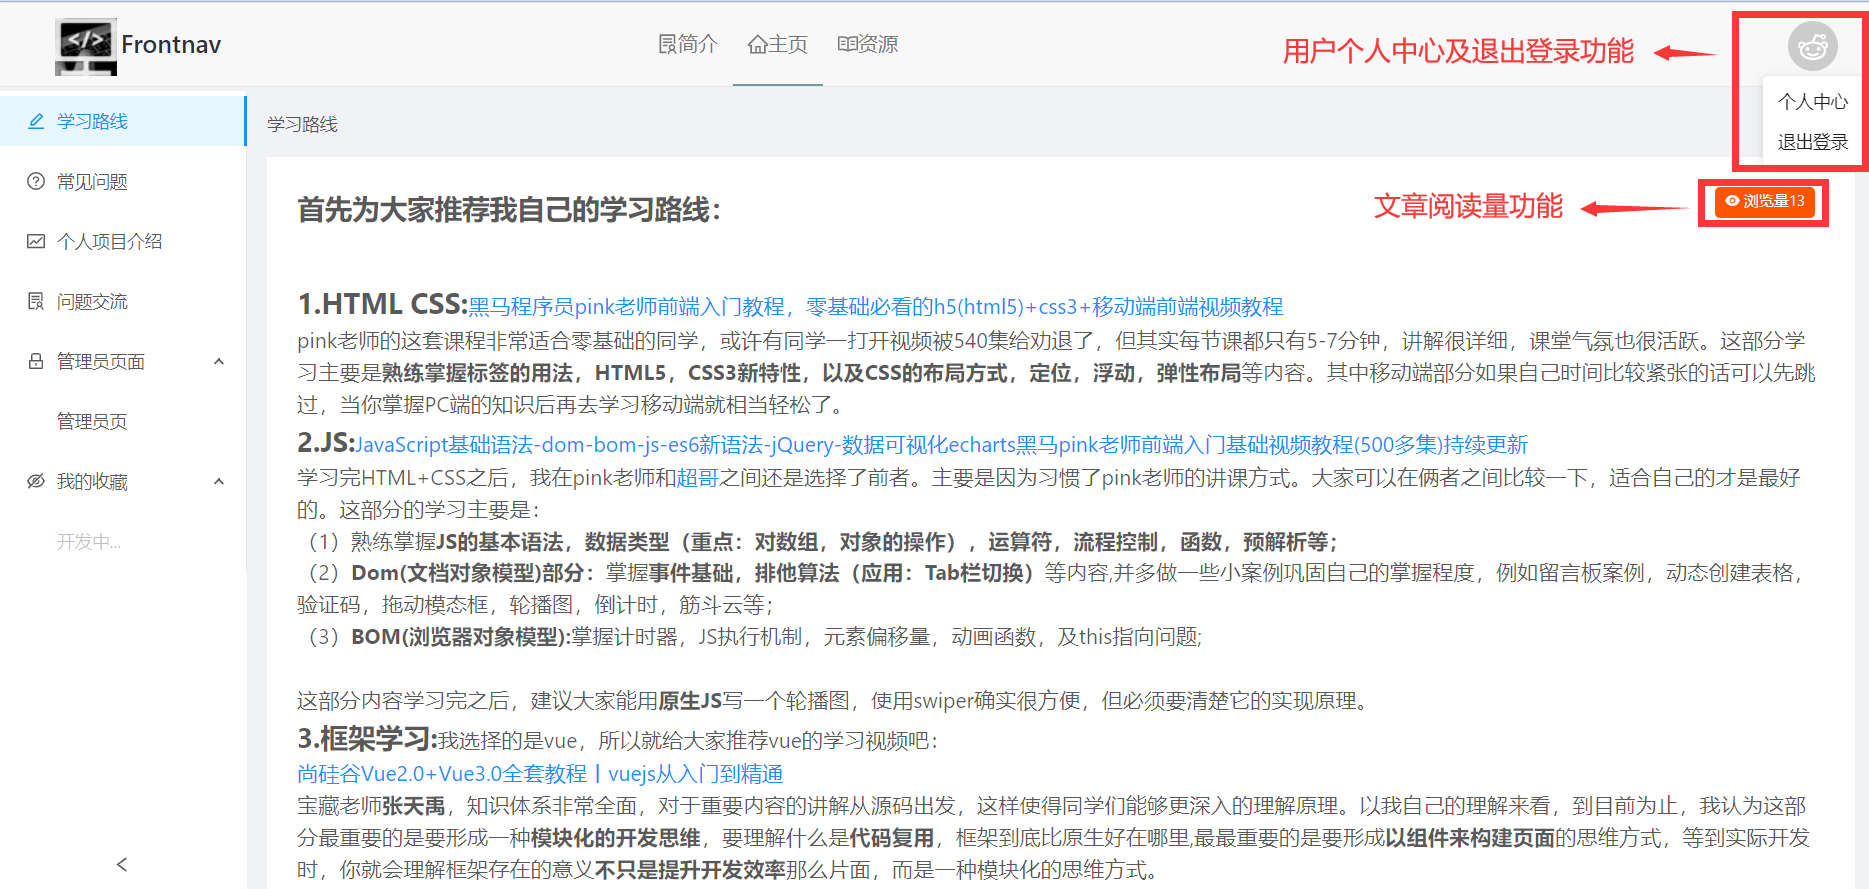 Frontnav
简介
主页
资源
用户个人中心及退出登录功能
个人中心
退出登录
学习路线
常见问题
个人项目介绍
问题交流
管理员页面
管理员页
我的收藏
开发中...
学习路线
文章阅读量功能
浏览量13
首先为大家推荐我自己的学习路线：
1.HTML CSS:黑马程序员pink老师前端入门教程，零基础必看的h5(html5)+css3+移动端前端视频教程
pink老师的这套课程非常适合零基础的同学，或许有同学一打开视频被540集给劝退了，但其实每节课都只有5-7分钟，讲解很详细，课堂气氛也很活跃。这部分学
习主要是熟练掌握标签的用法，HTML5，CSS3新特性，以及CSS的布局方式，定位，浮动，弹性布局等内容。其中移动端部分如果自己时间比较紧张的话可以先跳
过，当你掌握PC端的知识后再去学习移动端就相当轻松了。
2.JS:JavaScript基础语法-dom-bom-js-es6新语法-jQuery-数据可视化echarts黑马pink老师前端入门基础视频教程(500多集)持续更新
学习完HTML+CSS之后，我在pink老师和超哥之间还是选择了前者。主要是因为习惯了pink老师的讲课方式。大家可以在俩者之间比较一下，适合自己的才是最好
的。这部分的学习主要是：
（1）熟练掌握JS的基本语法，数据类型（重点：对数组，对象的操作），运算符，流程控制，函数，预解析等；
（2）Dom(文档对象模型)部分：掌握事件基础，排他算法（应用：Tab栏切换）等内容,并多做一些小案例巩固自己的掌握程度，例如留言板案例，动态创建表格，
验证码，拖动模态框，轮播图，倒计时，筋斗云等；
（3）BOM(浏览器对象模型):掌握计时器，JS执行机制，元素偏移量，动画函数，及this指向问题;
这部分内容学习完之后，建议大家能用原生JS写一个轮播图，使用swiper确实很方便，但必须要清楚它的实现原理。
3.框架学习:我选择的是vue，所以就给大家推荐vue的学习视频吧：
尚硅谷Vue2.0+Vue3.0全套教程丨vuejs从入门到精通
宝藏老师张天禹，知识体系非常全面，对于重要内容的讲解从源码出发，这样使得同学们能够更深入的理解原理。以我自己的理解来看，到目前为止，我认为这部
分最重要的是要形成一种模块化的开发思维，要理解什么是代码复用，框架到底比原生好在哪里,最最重要的是要形成以组件来构建页面的思维方式，等到实际开发
时，你就会理解框架存在的意义不只是提升开发效率那么片面，而是一种模块化的思维方式。